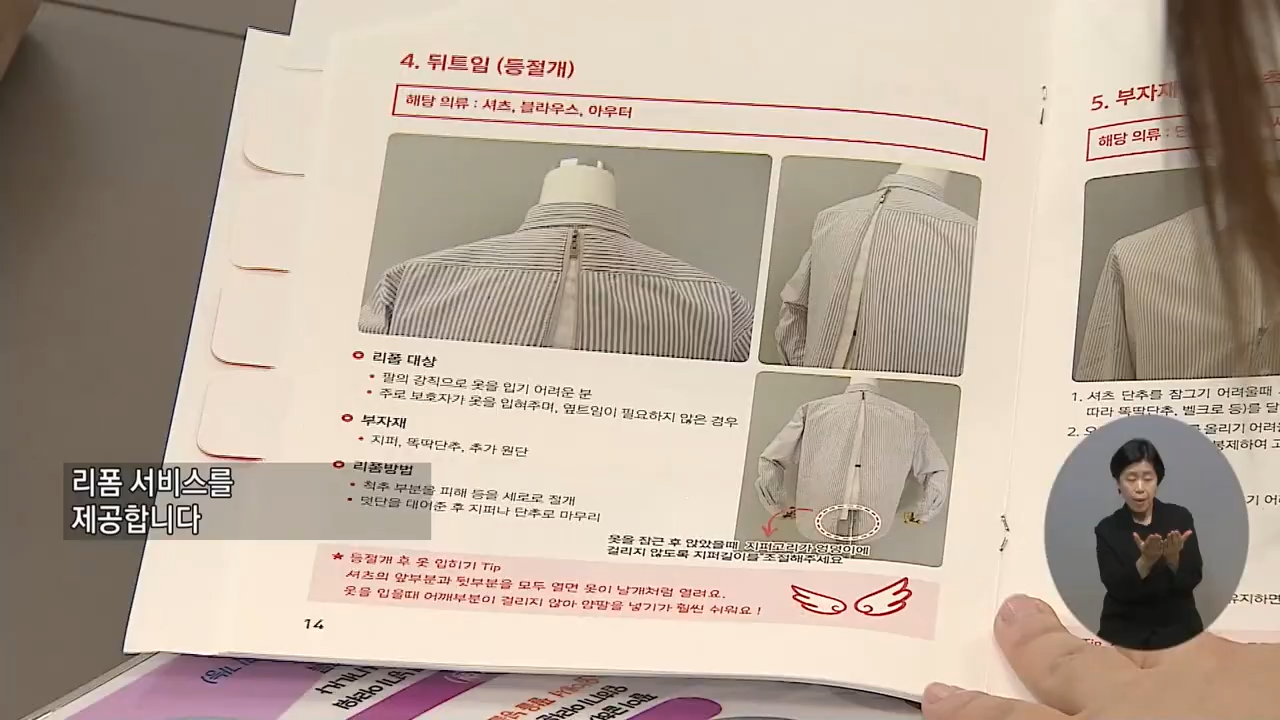 4. 뒤트임 (등절개)
해당 의류 : 셔츠, 블라우스, 아우터
리폼 대상
• 팔의 강직으로 옷을 입기 어려운 분
• 주로 보호자가 옷을 입혀주며, 옆트임이 필요하지 않은 경우
부자재
• 지퍼, 똑딱단추, 추가 원단
리폼방법
• 척추 부분을 피해 등을 세로로 절개
• 덧단을 대어준 후 지퍼나 단추로 마무리
옷을 잠근 후 앉았을때 지퍼고리가 엉덩이에
걸리지 않도록 지퍼길이를 조절해주세요
★ 등절개 후 옷 입히기 Tip
셔츠의 앞부분과 뒷부분을 모두 열면 옷이 날개처럼 열려요.
옷을 입을때 어깨부분이 걸리지 않아 양팔을 넣기가 훨씬 쉬워요 !
14
5. 부자재
해당 의류 :
1. 셔츠 단추를 잠그기 어려울때
따라 똑딱단추, 벨크로 등)를
2.
올리기
리폼 서비스를
제공합니다